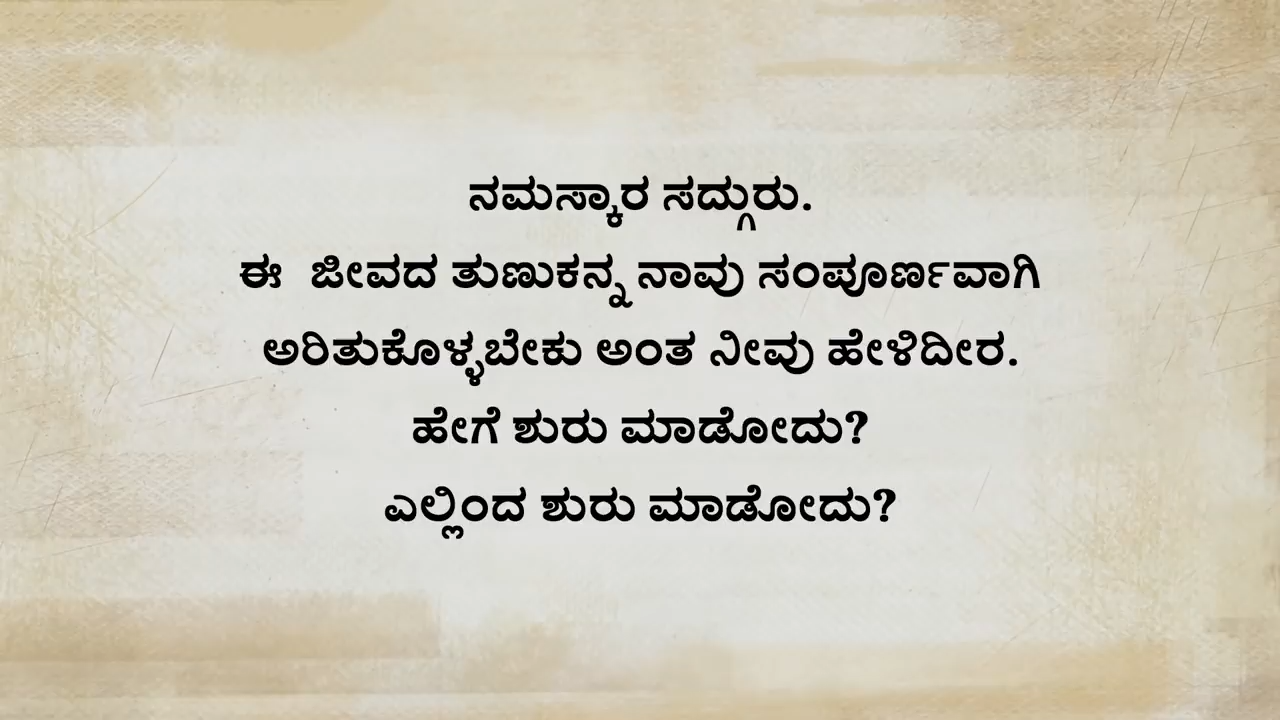 ನಮಸ್ಕಾರ ಸದ್ಗುರು.
ಈ ಜೀವದ ತುಣುಕನ್ನ ನಾವು ಸಂಪೂರ್ಣವಾಗಿ
ಅರಿತುಕೊಳ್ಳಬೇಕು ಅಂತ ನೀವು ಹೇಳಿದೀರ.
ಹೇಗೆ ಶುರು ಮಾಡೋದು?
ಎಲ್ಲಿಂದ ಶುರು ಮಾಡೋದು?